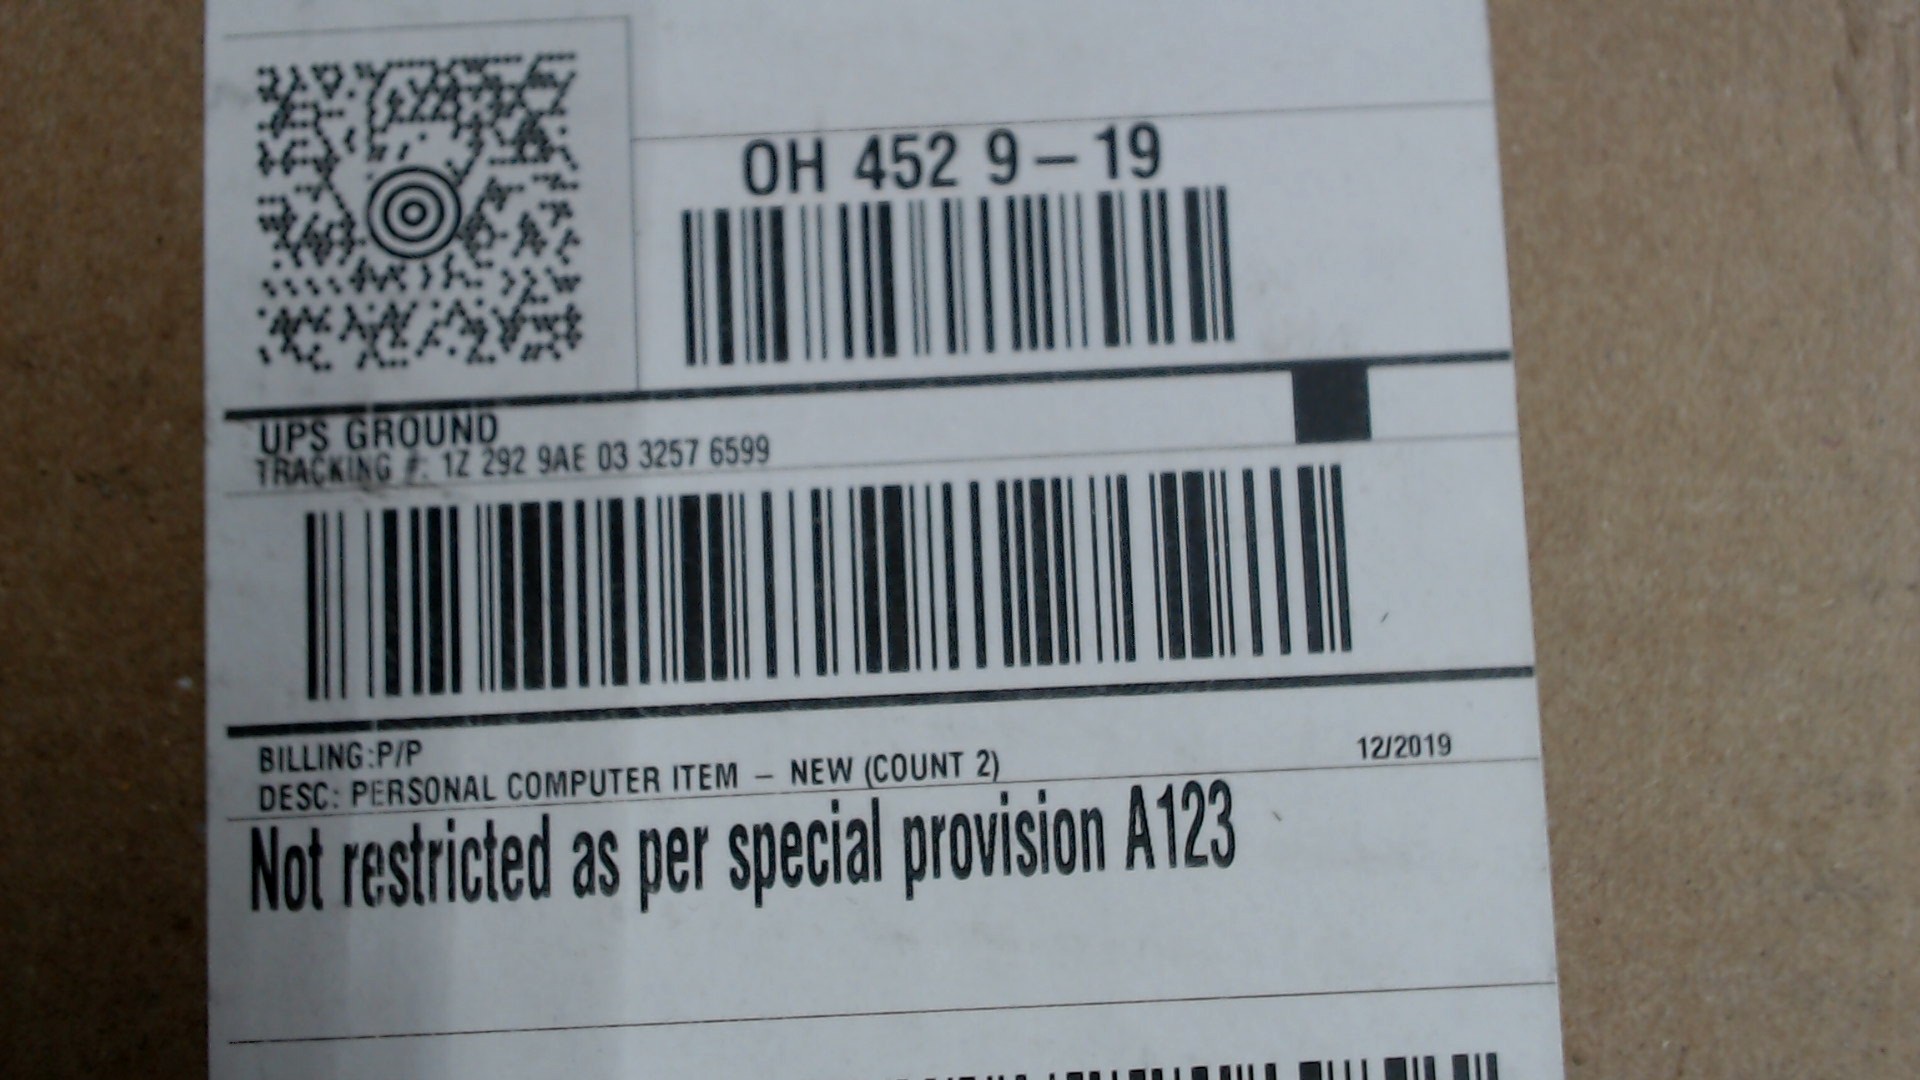 OH 452 9-19
UPS GROUND
TRACKING #: 1Z 292 9AE 03 3257 6599
BILLING:P/P
DESC: PERSONAL COMPUTER ITEM - NEW (COUNT 2)
12/2019
Not restricted as per special provision A123